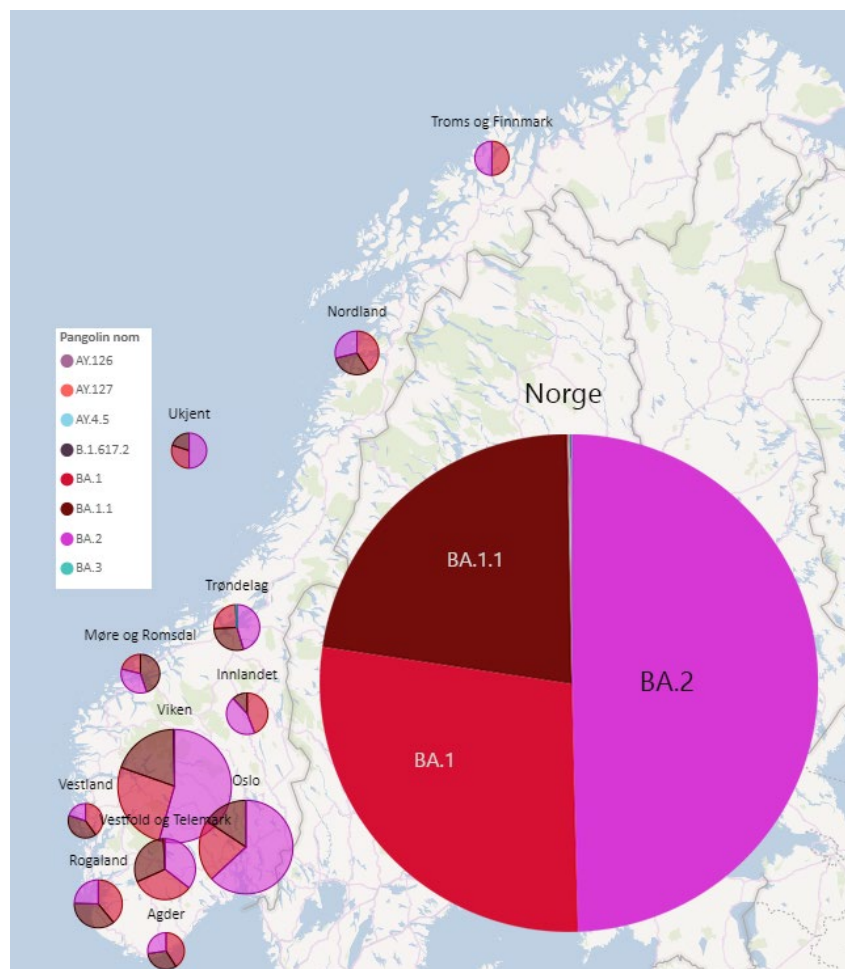 Troms og Finnmark
Nordland
Pangolin nom
AY.126
AY.127
AY.4.5
B.1.617.2
BA.1
BA.1.1
BA.2
BA.3
Norge
Ukjent
BA.1.1
BA.2
BA.1
Trøndelag
Møre og Romsdal
Innlandet
Viken
Oslo
Vestland
Vestfold og Telemark
Rogaland
Agder